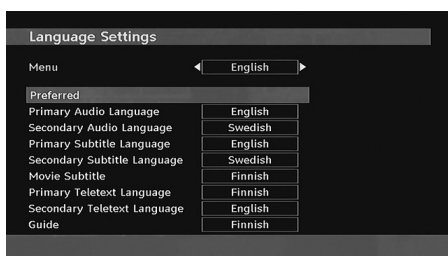 Language Settings
Menu English
Preferred
Primary Audio Language English
Secondary Audio Language Swedish
Primary Subtitle Language English
Secondary Subtitle Language Swedish
Movie Subtitle Finnish
Primary Teletext Language Finnish
Secondary Teletext Language English
Guide Finnish